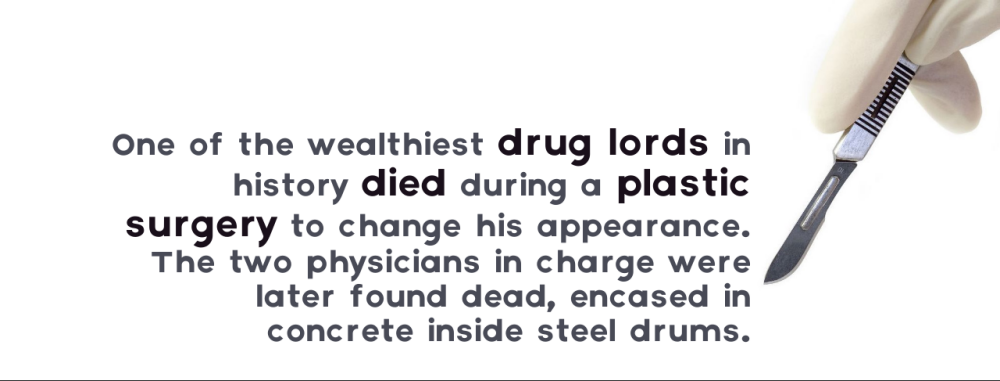 One of the wealthiest drug lords in
history died during a plastic
surgery to change his appearance.
The two physicians in charge were
later found dead, encased in
concrete inside steel drums.